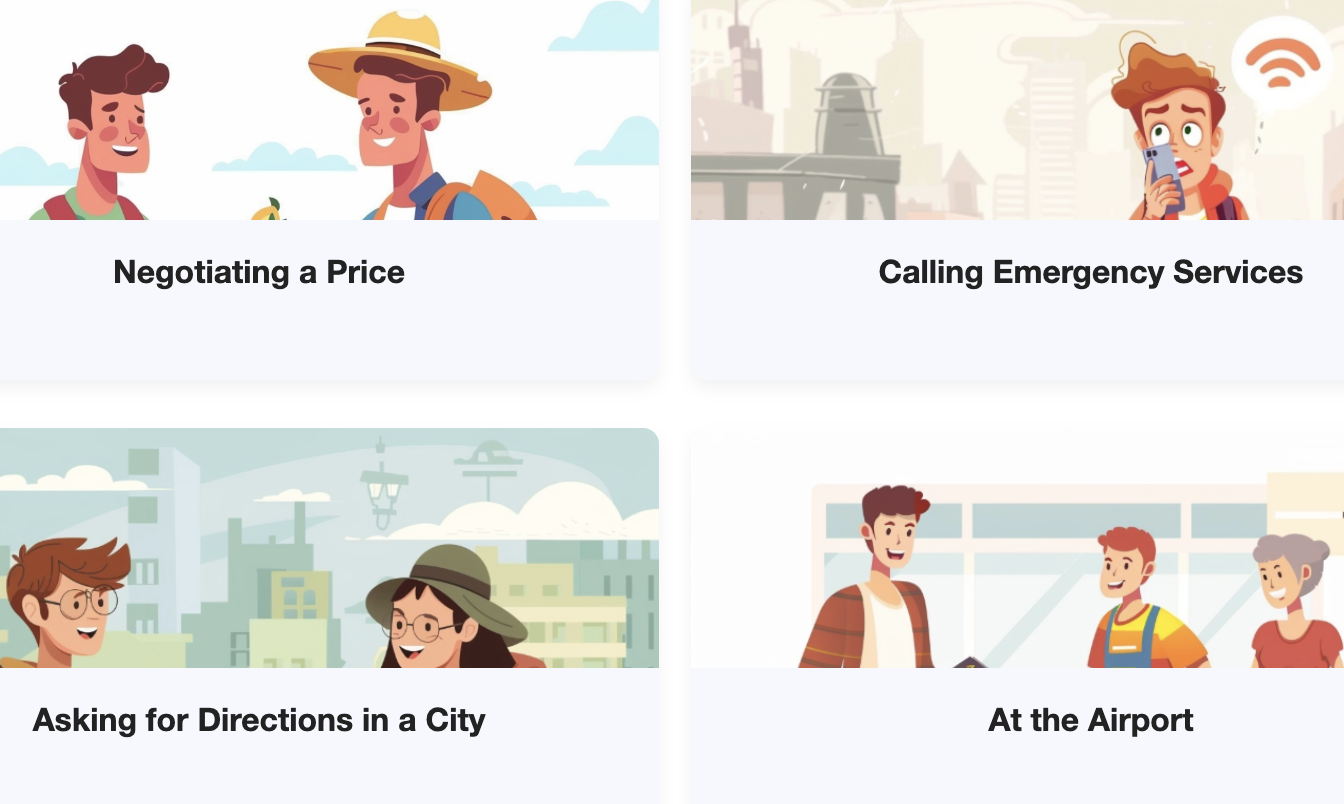 Negotiating a Price
Calling Emergency Services
Asking for Directions in a City
At the Airport